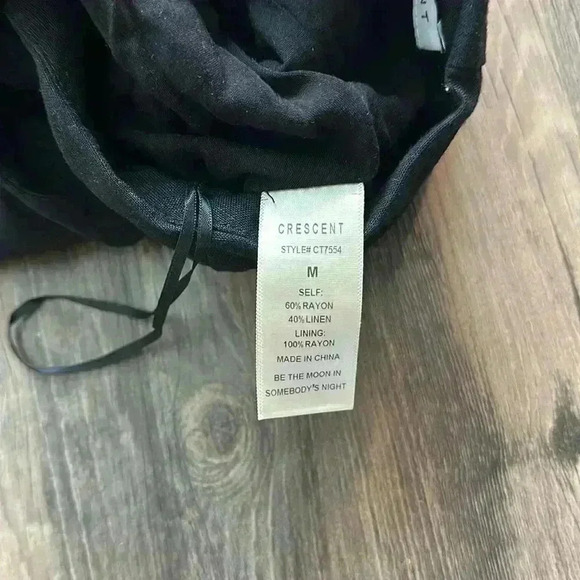 CRESCENT
STYLE# CT7554
M
SELF:
60% RAYON
40% LINEN
LINING:
100% RAYON
MADE IN CHINA
BE THE MOON IN
SOMEBODY'S NIGHT